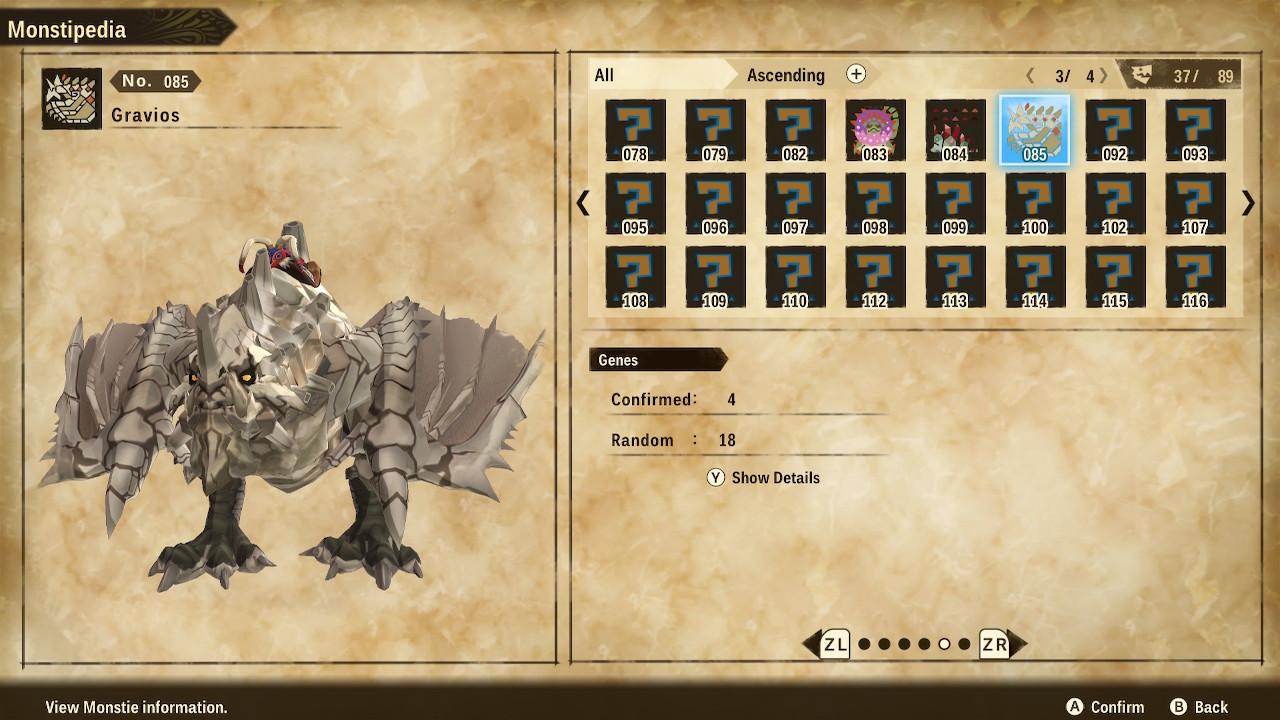 Monstipedia
No. 085
Gravios
All
Ascending
3/ 4
37/ 89
078 079 082 083 084 085 092 093
095 096 097 098 099 100 102 107
108 109 110 112 113 114 115 116
Genes
Confirmed: 4
Random : 18
Y Show Details
ZL ZR
View Monstie information.
A Confirm B Back